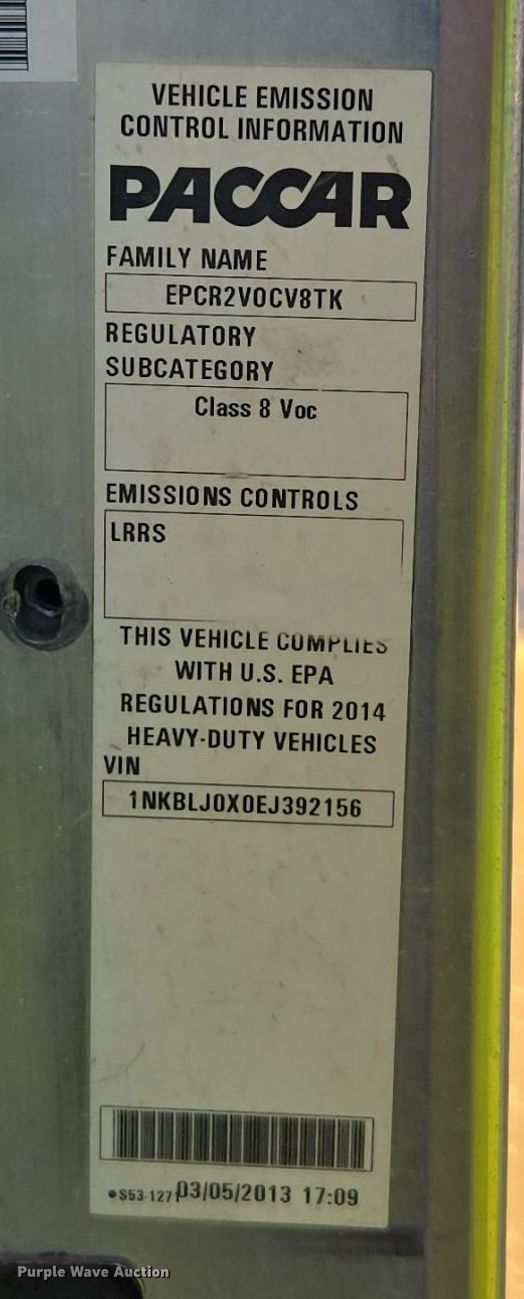 VEHICLE EMISSION
CONTROL INFORMATION
PACCAR
FAMILY NAME
EPCR2VOCV8TK
REGULATORY
SUBCATEGORY
Class 8 Voc
EMISSIONS CONTROLS
LRRS
THIS VEHICLE COMPLIES
WITH U.S. EPA
REGULATIONS FOR 2014
HEAVY-DUTY VEHICLES
VIN
1NKBLJ0X0EJ392156
S53-127 03/05/2013 17:09
Purple Wave Auction